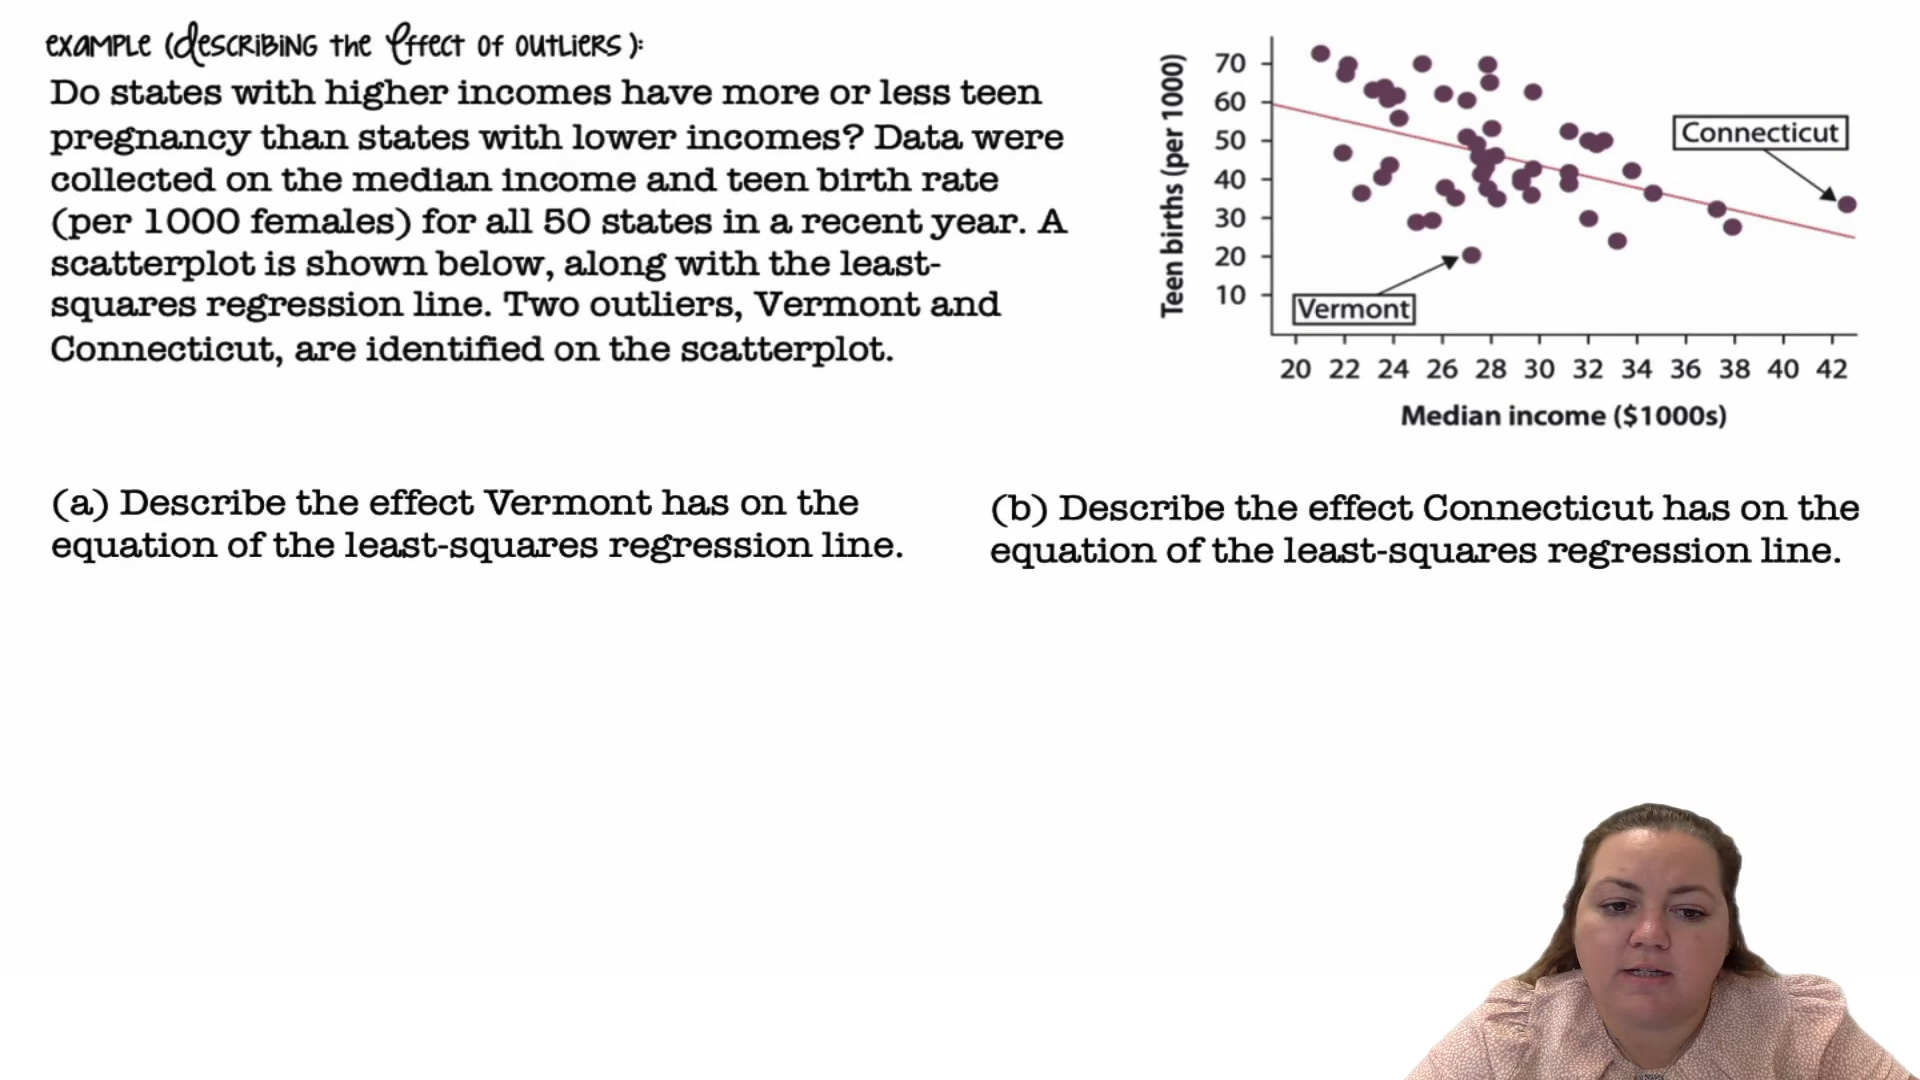 example (describing the effect of outliers):
Do states with higher incomes have more or less teen
pregnancy than states with lower incomes? Data were
collected on the median income and teen birth rate
(per 1000 females) for all 50 states in a recent year. A
scatterplot is shown below, along with the least-
squares regression line. Two outliers, Vermont and
Connecticut, are identified on the scatterplot.
Teen births (per 1000)
70
60
50
40
30
20
10
Connecticut
Vermont
20 22 24 26 28 30 32 34 36 38 40 42
Median income ($1000s)
(a) Describe the effect Vermont has on the
equation of the least-squares regression line.
(b) Describe the effect Connecticut has on the
equation of the least-squares regression line.